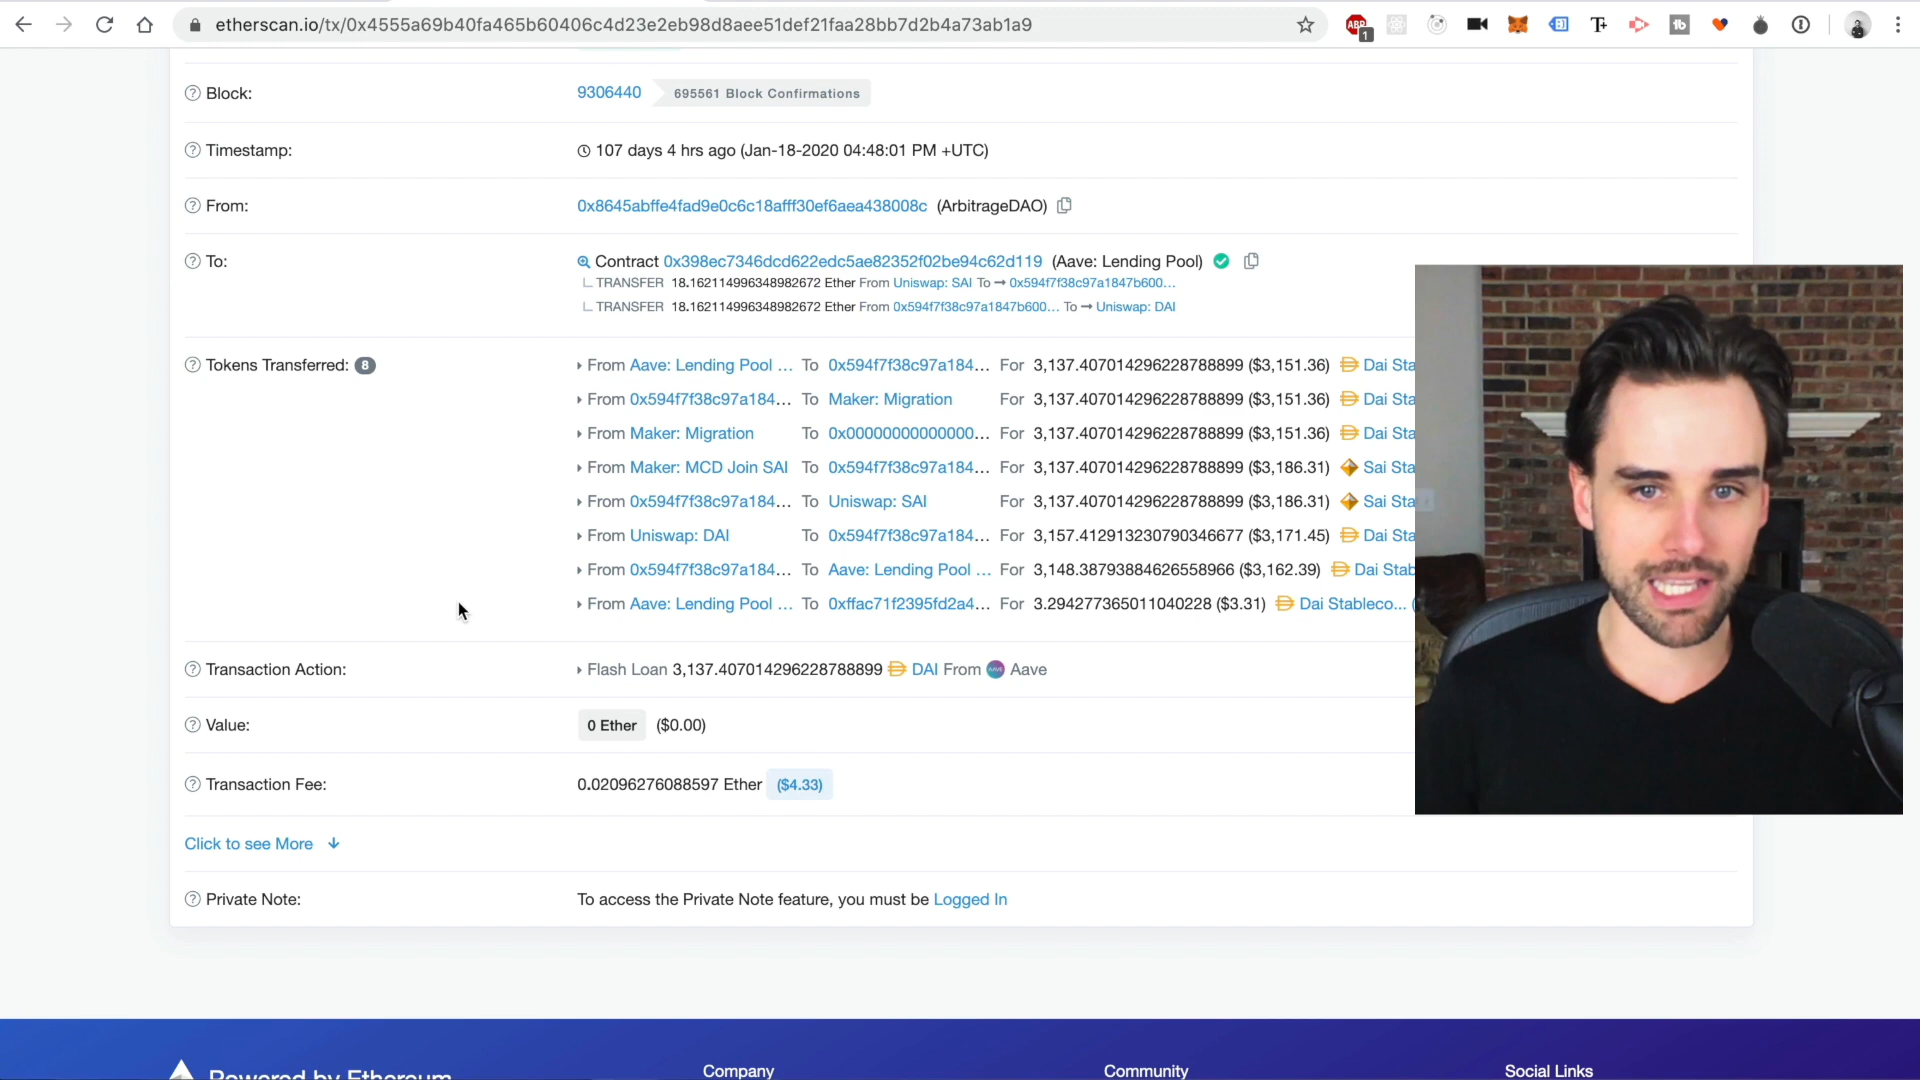 etherscan.io/tx/0x4555a69b40fa465b60406c4d23e2eb98d8aee51def21faa28bb7d2b4a73ab1a9
ABP
1
T+
tb
Block:
9306440
695561 Block Confirmations
Timestamp:
107 days 4 hrs ago (Jan-18-2020 04:48:01 PM +UTC)
From:
0x8645abffe4fad9e0c6c18afff30ef6aea438008c (ArbitrageDAO)
To:
Contract 0x398ec7346dcd622edc5ae82352f02be94c62d119 (Aave: Lending Pool)
TRANSFER 18.162114996348982672 Ether From Uniswap: SAI To → 0x594f7f38c97a1847b600...
TRANSFER 18.162114996348982672 Ether From 0x594f7f38c97a1847b600... To → Uniswap: DAI
Tokens Transferred: 8
From Aave: Lending Pool ... To 0x594f7f38c97a184... For 3,137.407014296228788899 ($3,151.36) Dai Sta
From 0x594f7f38c97a184... To Maker: Migration For 3,137.407014296228788899 ($3,151.36) Dai Sta
From Maker: Migration To 0x00000000000000... For 3,137.407014296228788899 ($3,151.36) Dai Sta
From Maker: MCD Join SAI To 0x594f7f38c97a184... For 3,137.407014296228788899 ($3,186.31) Sai Sta
From 0x594f7f38c97a184... To Uniswap: SAI For 3,137.407014296228788899 ($3,186.31) Sai Sta
From Uniswap: DAI To 0x594f7f38c97a184... For 3,157.412913230790346677 ($3,171.45) Dai Sta
From 0x594f7f38c97a184... To Aave: Lending Pool ... For 3,148.38793884626558966 ($3,162.39) Dai Stab
From Aave: Lending Pool ... To 0xffac71f2395fd2a4... For 3.294277365011040228 ($3.31) Dai Stableco... (
Transaction Action:
Flash Loan 3,137.407014296228788899 DAI From Aave
Value:
0 Ether ($0.00)
Transaction Fee:
0.02096276088597 Ether ($4.33)
Click to see More
Private Note:
To access the Private Note feature, you must be Logged In
Powered by Ethereum
Company
Community
Social Links